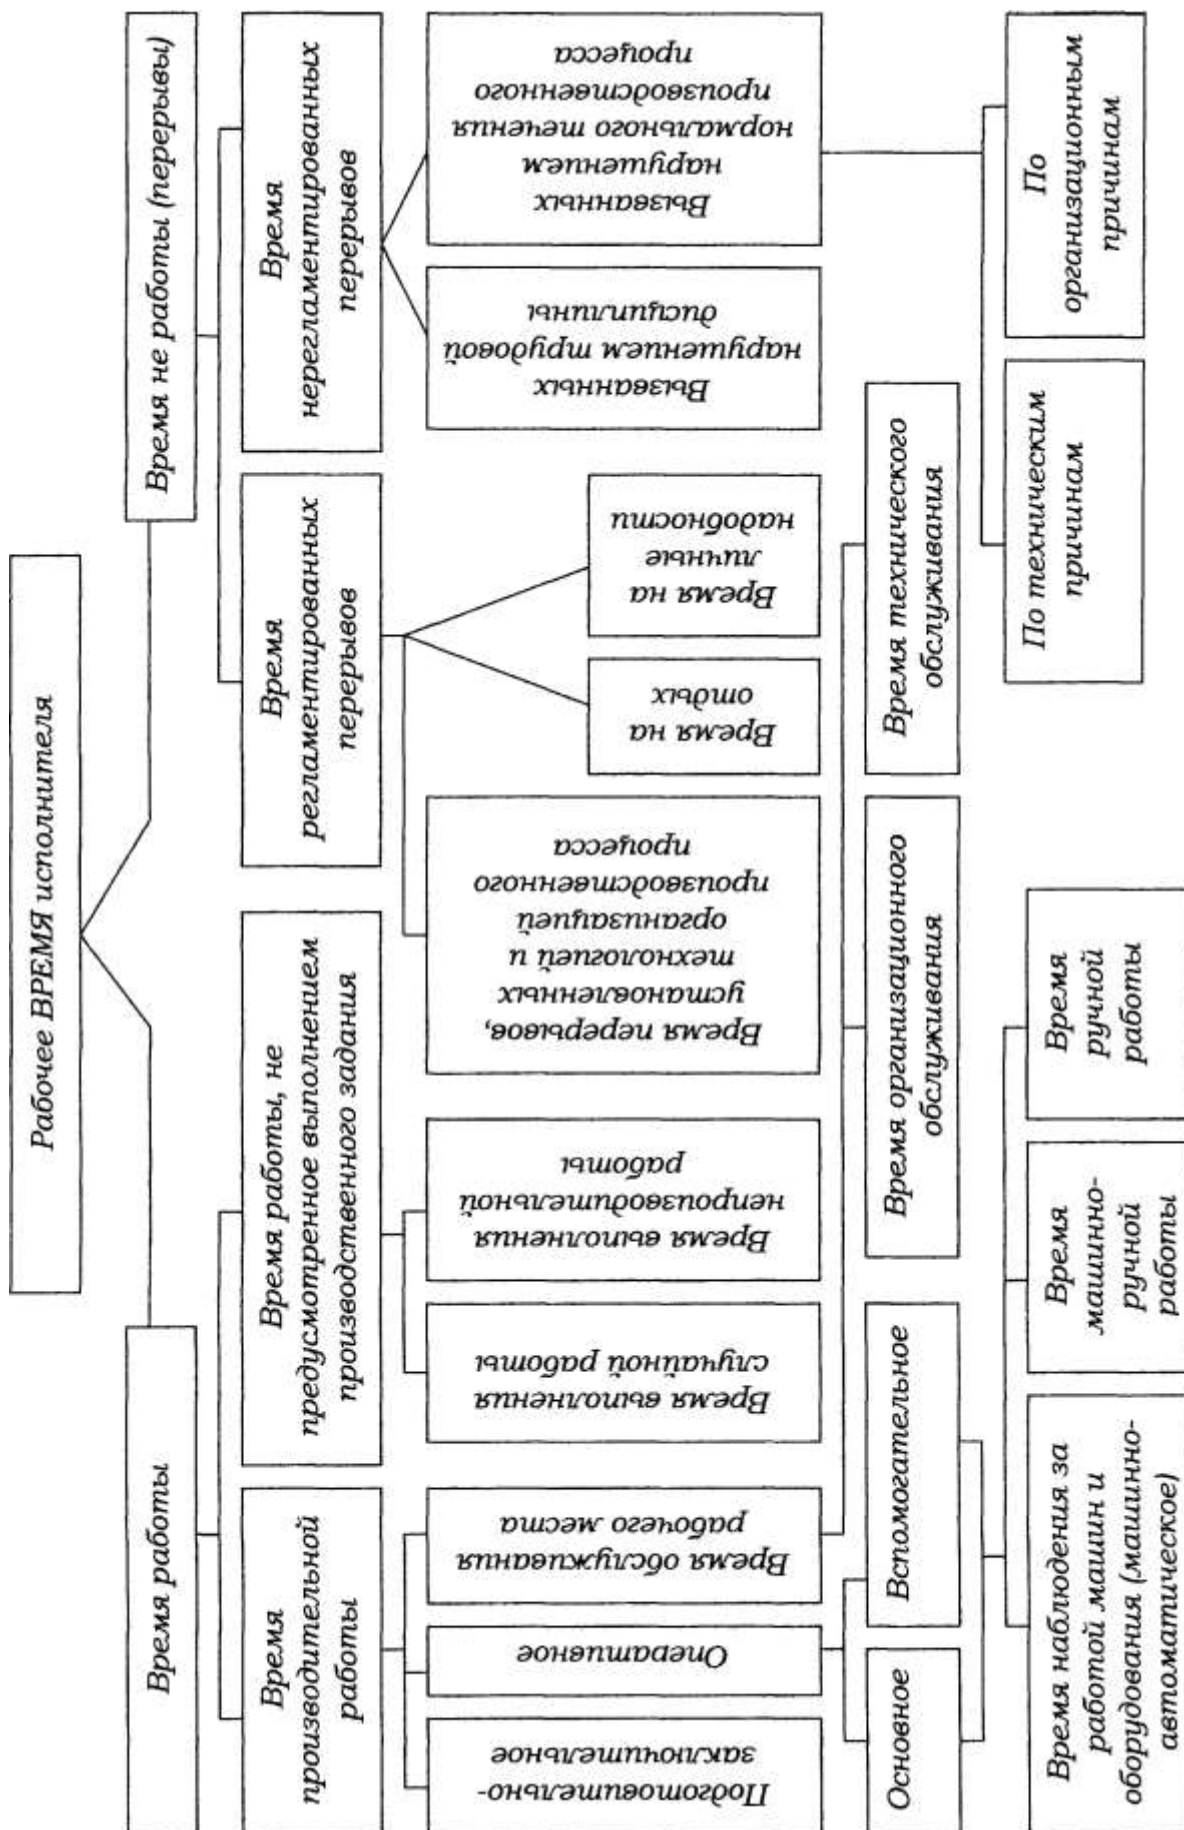 Рабочее ВРЕМЯ исполнителя
Время работы
Время не работы (перерывы)
Время
производительной
работы
Время работы, не
предусмотренное выполнением
производственного задания
Время
регламентированных
перерывов
Время
нерегламентированных
перерывов
Подготовительно-
заключительное
Оперативное
Время обслуживания
рабочего места
Время выполнения
случайной работы
Время выполнения
непроизводительной
работы
Время перерывов,
установленных
технологией и
организацией
производственного
процесса
Время на
отдых
Время на
личные
надобности
Вызванных
нарушением трудовой
дисциплины
Вызванных
нарушением
нормального течения
производственного
процесса
Основное
Вспомогательное
Время организационного
обслуживания
Время технического
обслуживания
По техническим
причинам
По
организационным
причинам
Время наблюдения за
работой машин и
оборудования (машинно-
автоматическое)
Время
машинно-
ручной
работы
Время
ручной
работы